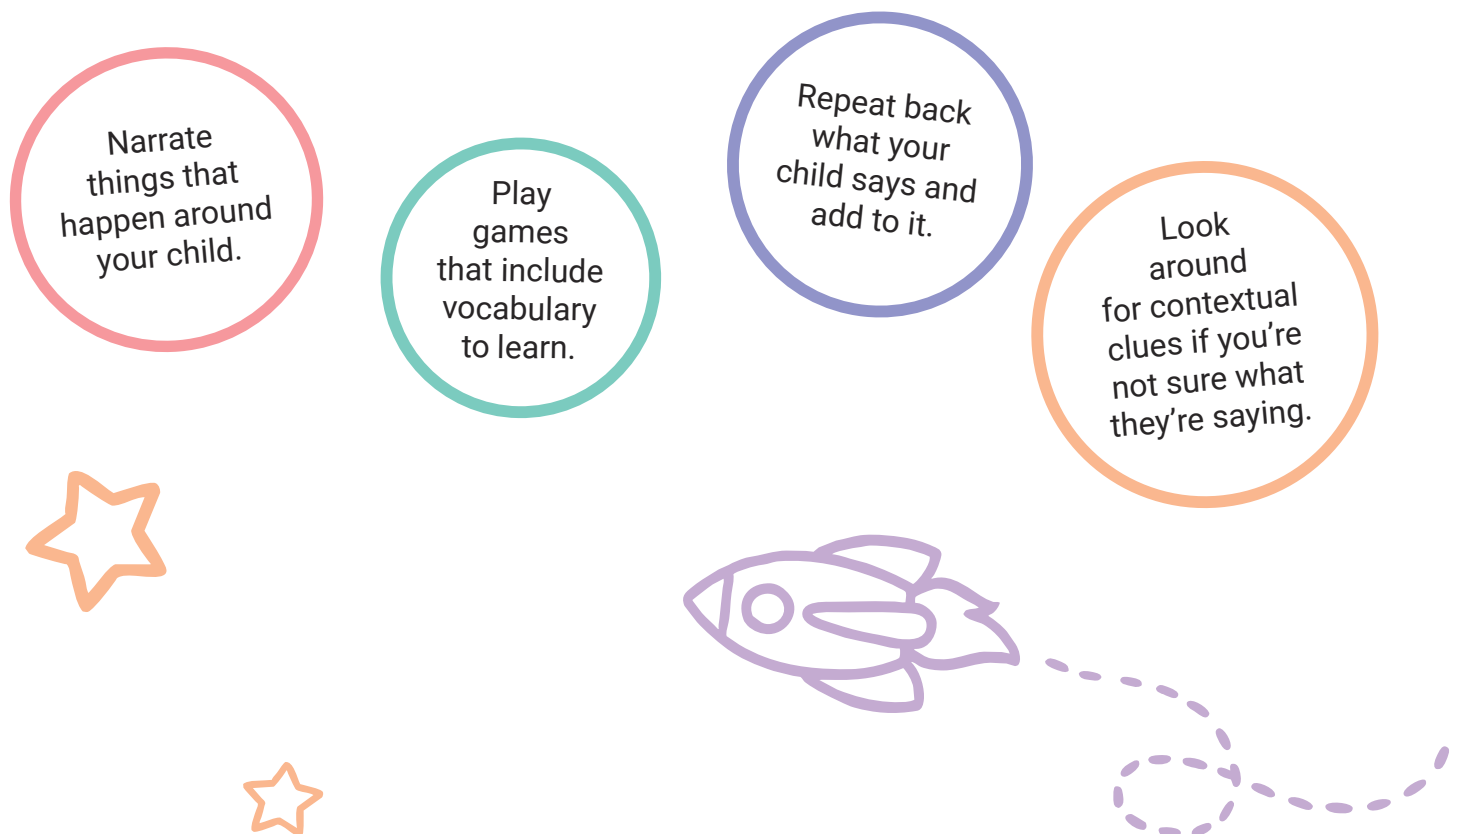 Narrate
things that
happen around
your child.
Play
games
that include
vocabulary
to learn.
Repeat back
what your
child says and
add to it.
Look
around
for contextual
clues if you’re
not sure what
they’re saying.